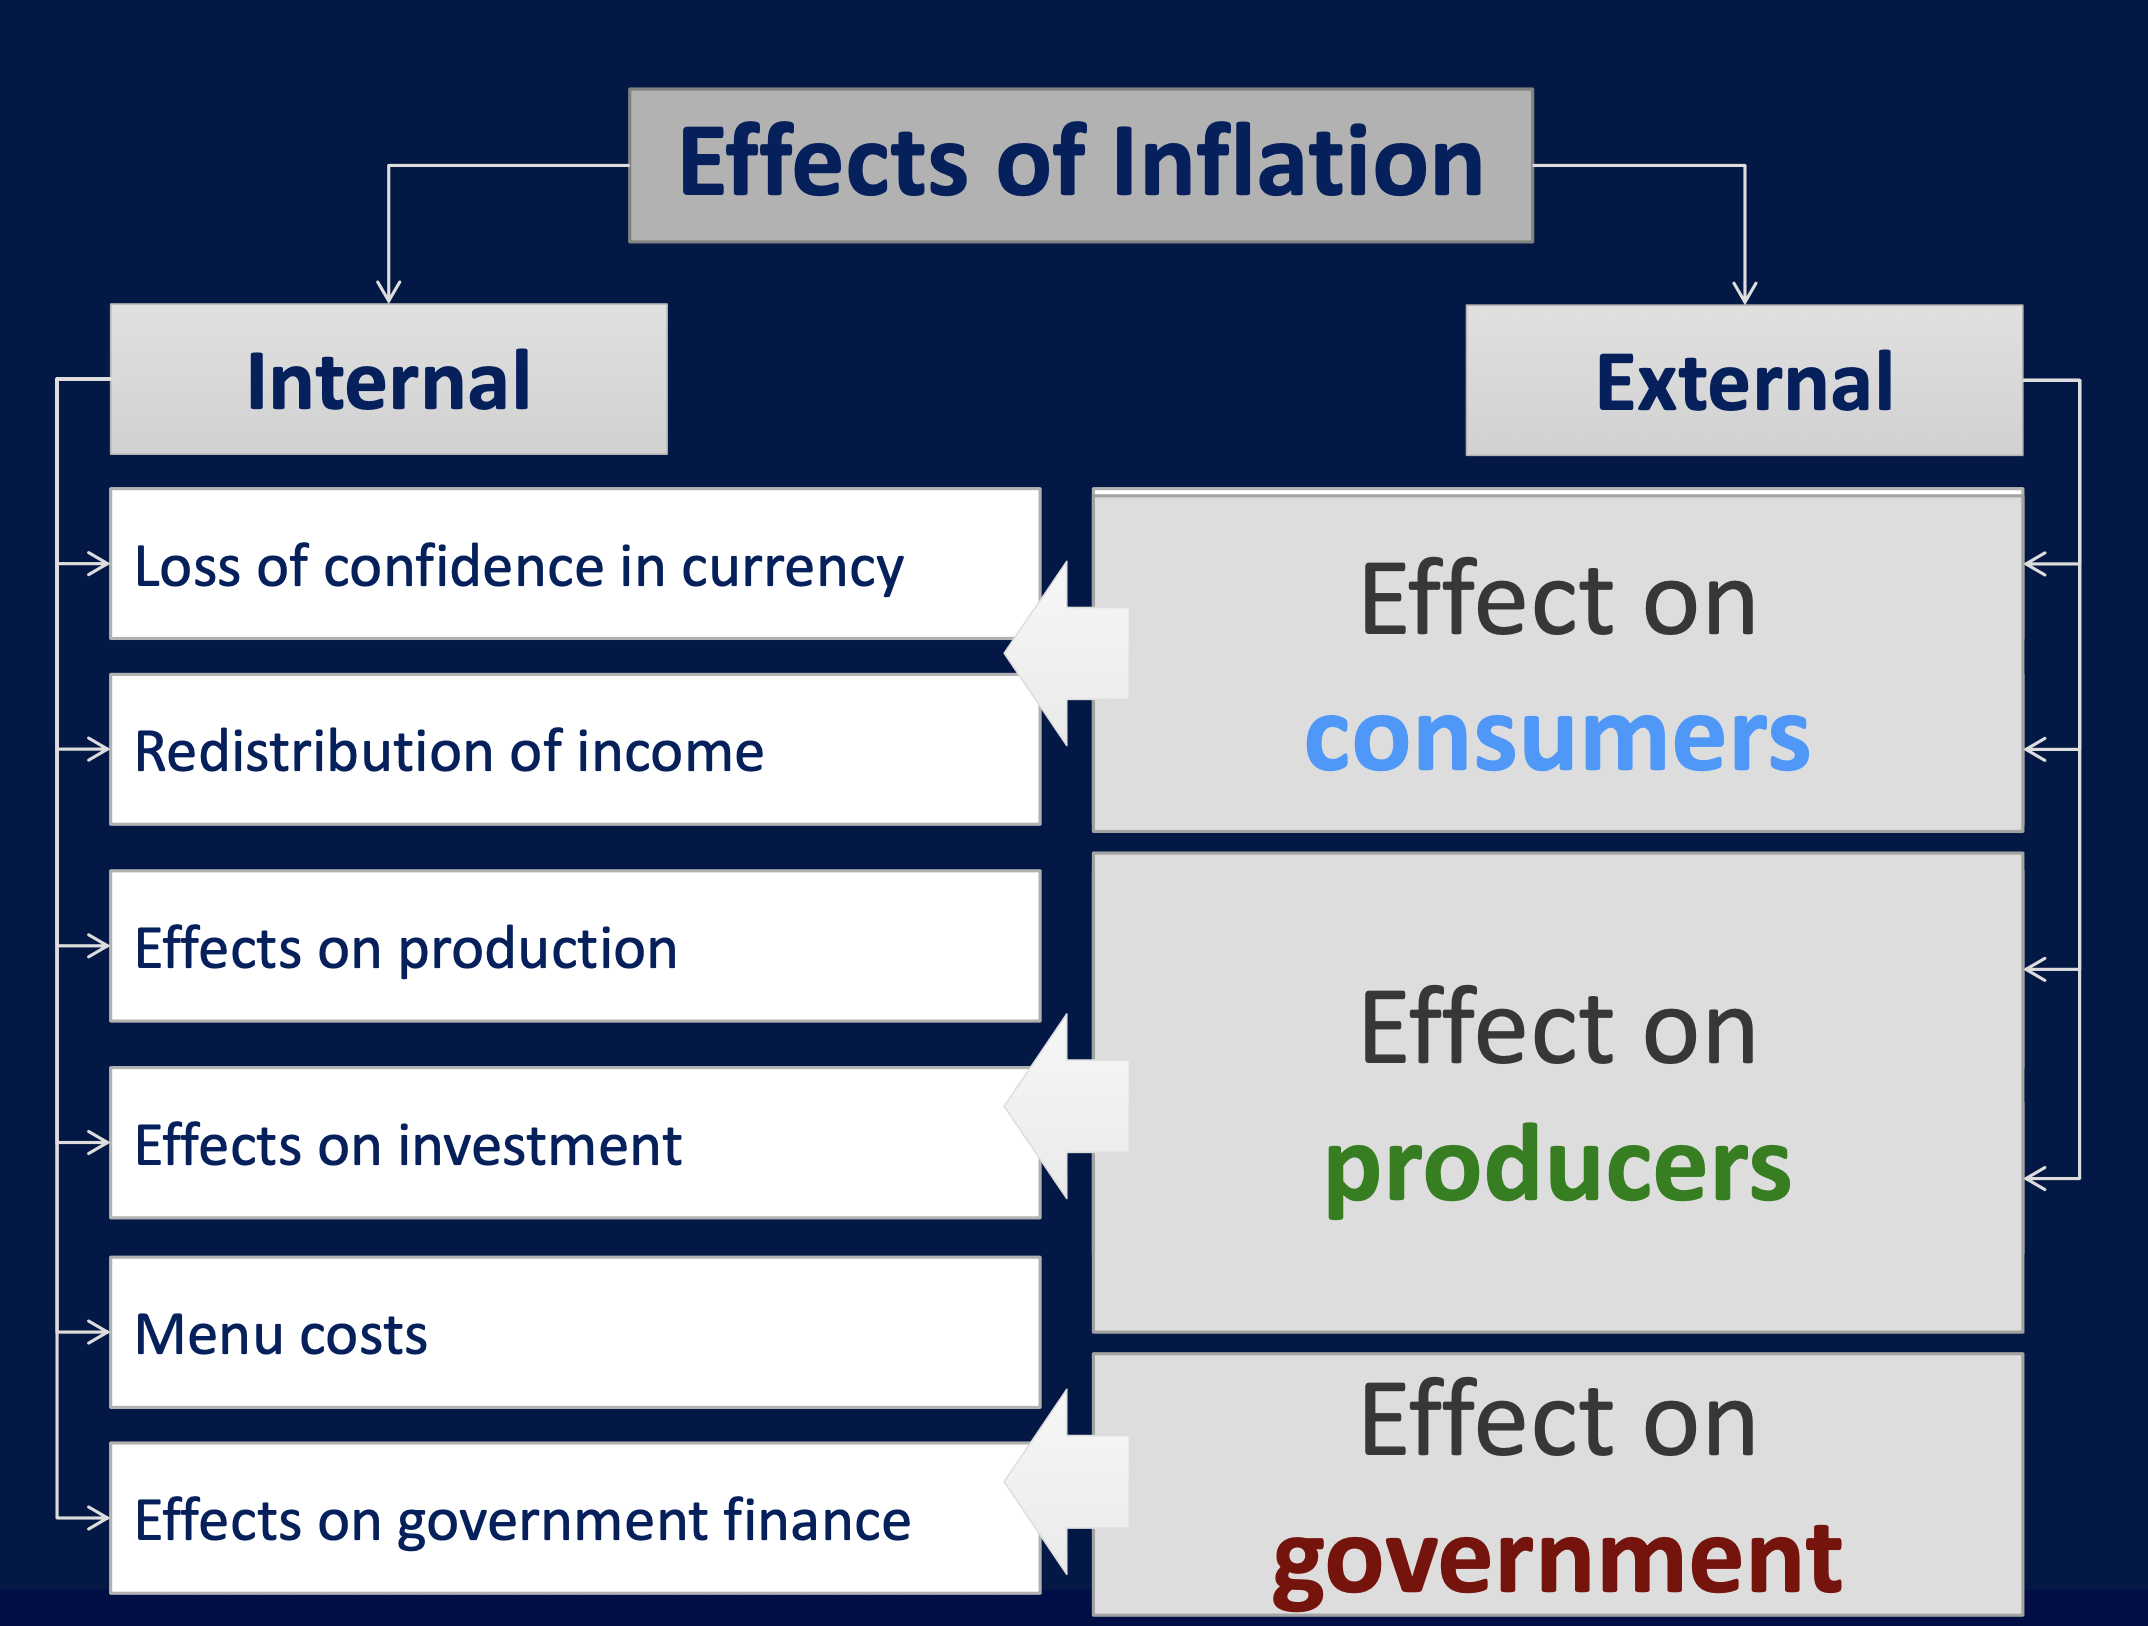 Effects of Inflation
Internal
External
Loss of confidence in currency
Redistribution of income
Effects on production
Effects on investment
Menu costs
Effects on government finance
Effect on
consumers
Effect on
producers
Effect on
government